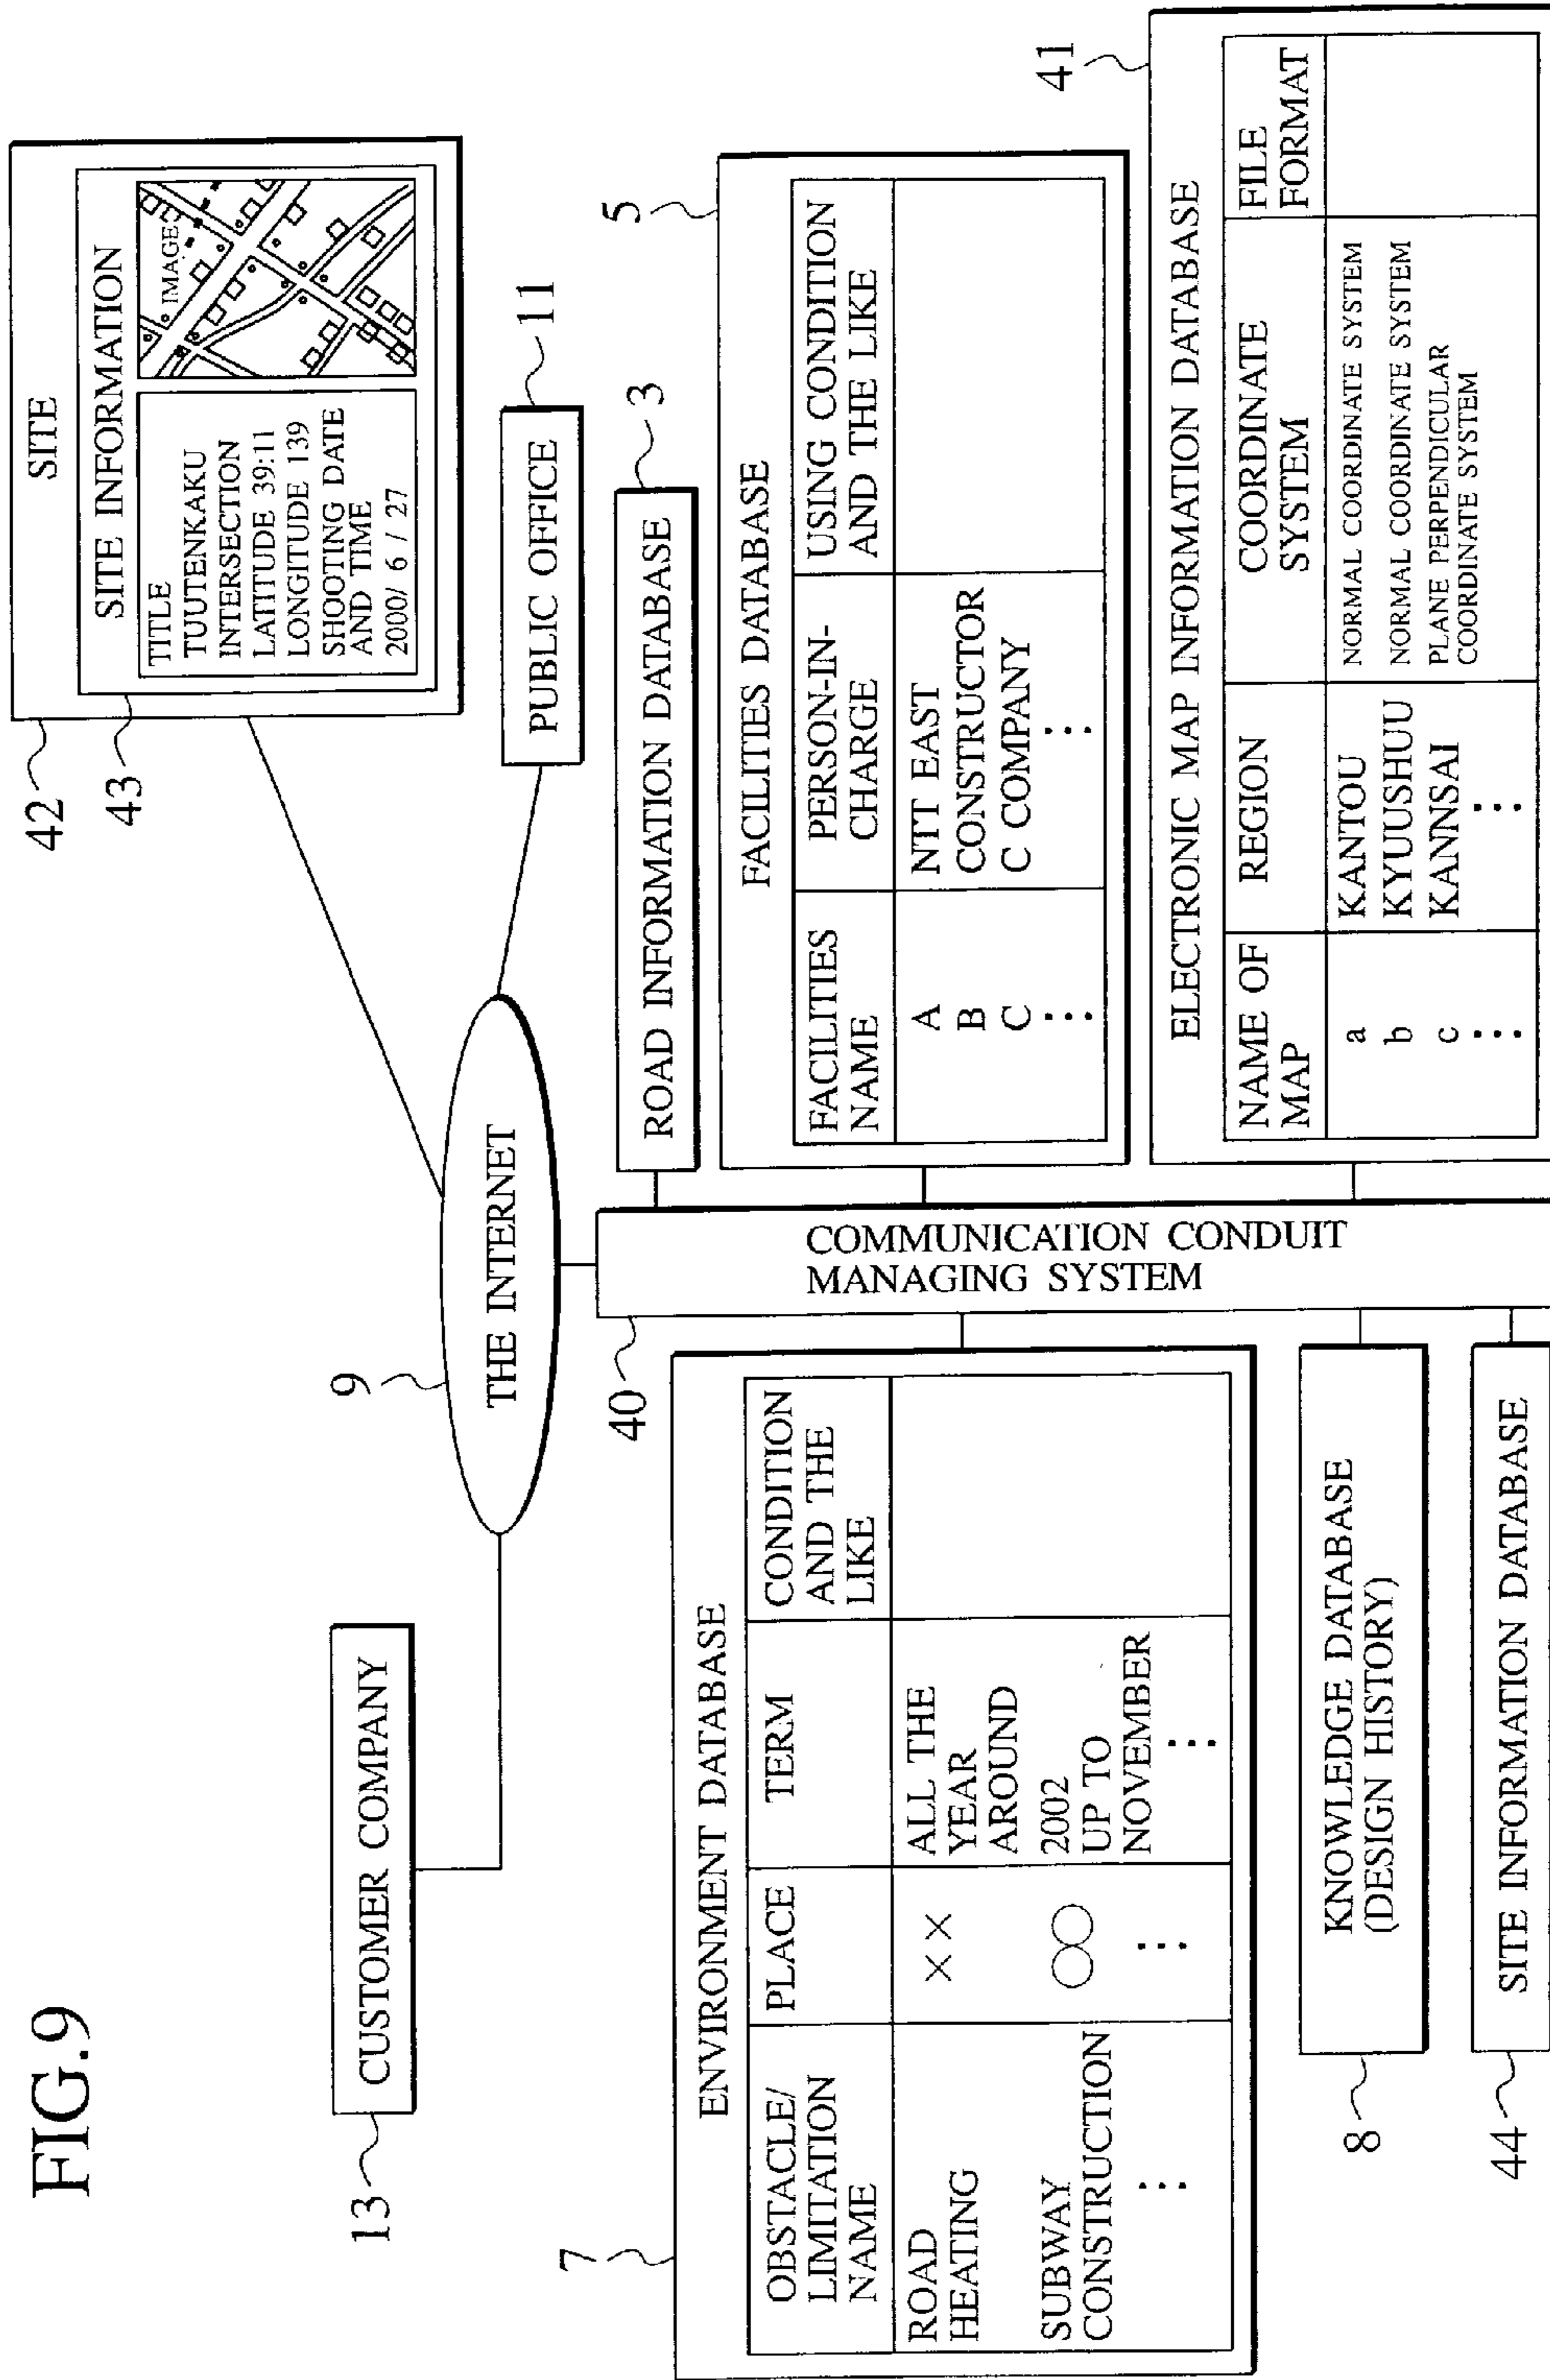 FIG.9
13
CUSTOMER COMPANY
9
THE INTERNET
42
SITE
43
SITE INFORMATION
TITLE
TUUTENKAKU
INTERSECTION
LATITUDE 39:11
LONGITUDE 139
SHOOTING DATE
AND TIME
2000/ 6 / 27
IMAGE
PUBLIC OFFICE
11
40
COMMUNICATION CONDUIT
MANAGING SYSTEM
ROAD INFORMATION DATABASE
3
7
ENVIRONMENT DATABASE
OBSTACLE/
LIMITATION
NAME
PLACE
TERM
CONDITION
AND THE
LIKE
ROAD
HEATING
××
ALL THE
YEAR
AROUND
SUBWAY
CONSTRUCTION
○○
2002
UP TO
NOVEMBER
⋮
⋮
⋮
5
FACILITIES DATABASE
FACILITIES
NAME
PERSON-IN-
CHARGE
USING CONDITION
AND THE LIKE
A
NTT EAST
B
CONSTRUCTOR
C
C COMPANY
⋮
⋮
8
KNOWLEDGE DATABASE
(DESIGN HISTORY)
41
ELECTRONIC MAP INFORMATION DATABASE
NAME OF
MAP
REGION
COORDINATE
SYSTEM
FILE
FORMAT
a
KANTOU
NORMAL COORDINATE SYSTEM
b
KYUUSHUU
NORMAL COORDINATE SYSTEM
c
KANNSAI
PLANE PERPENDICULAR
COORDINATE SYSTEM
⋮
⋮
44
SITE INFORMATION DATABASE